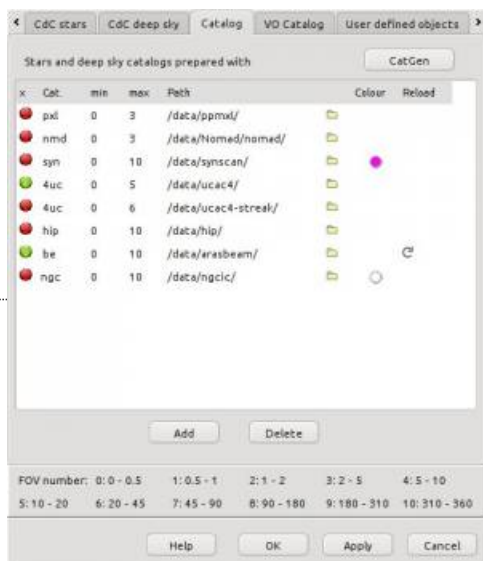 CdC stars CdC deep sky Catalog VO Catalog User defined objects
Stars and deep sky catalogs prepared with CatGen
x Cat. min max Path Colour Reload
pxl 0 3 /data/ppmxl/
nmd 0 3 /data/Nomad/nomad/
syn 0 10 /data/synscan/
4uc 0 5 /data/ucac4/
4uc 0 6 /data/ucac4-streak/
hip 0 10 /data/hip/
be 0 10 /data/arasbeam/
ngc 0 10 /data/ngcic/
Add Delete
FOV number: 0: 0 - 0.5 1: 0.5 - 1 2: 1 - 2 3: 2 - 5 4: 5 - 10
5: 10 - 20 6: 20 - 45 7: 45 - 90 8: 90 - 180 9: 180 - 310 10: 310 - 360
Help OK Apply Cancel